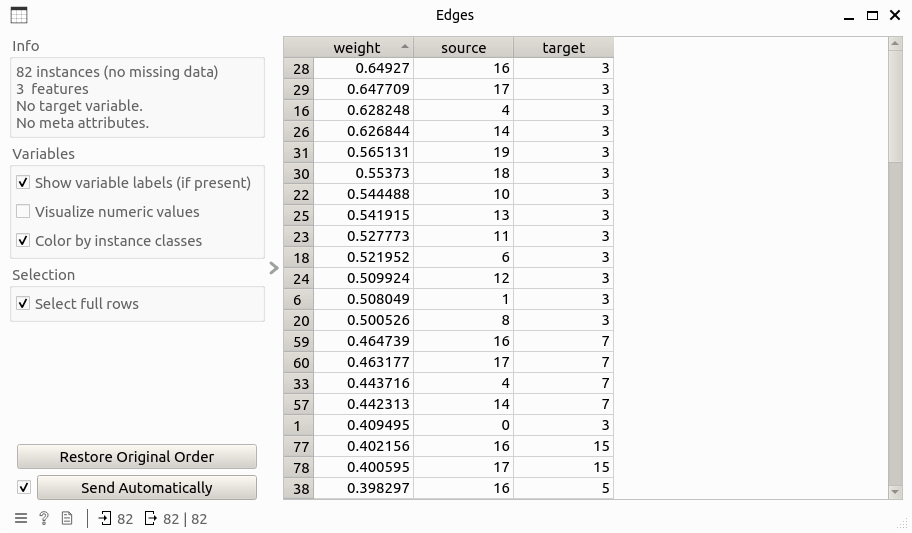 Edges
Info
82 instances (no missing data)
3 features
No target variable.
No meta attributes.
Variables
Show variable labels (if present)
Visualize numeric values
Color by instance classes
Selection
Select full rows
Restore Original Order
Send Automatically
82 82 | 82
weight source target
28 0.64927 16 3
29 0.647709 17 3
16 0.628248 4 3
26 0.626844 14 3
31 0.565131 19 3
30 0.55373 18 3
22 0.544488 10 3
25 0.541915 13 3
23 0.527773 11 3
18 0.521952 6 3
24 0.509924 12 3
6 0.508049 1 3
20 0.500526 8 3
59 0.464739 16 7
60 0.463177 17 7
33 0.443716 4 7
57 0.442313 14 7
1 0.409495 0 3
77 0.402156 16 15
78 0.400595 17 15
38 0.398297 16 5